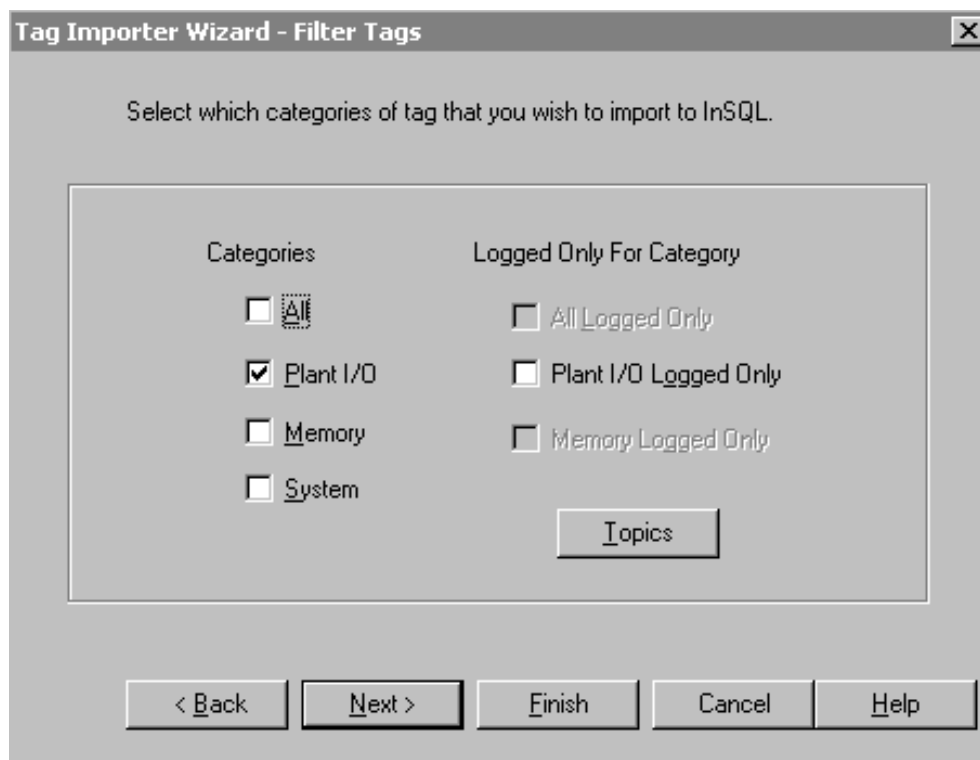 Tag Importer Wizard - Filter Tags
Select which categories of tag that you wish to import to InSQL.
Categories
Logged Only For Category
All
All Logged Only
Plant I/O
Plant I/O Logged Only
Memory
Memory Logged Only
System
Topics
< Back
Next >
Finish
Cancel
Help